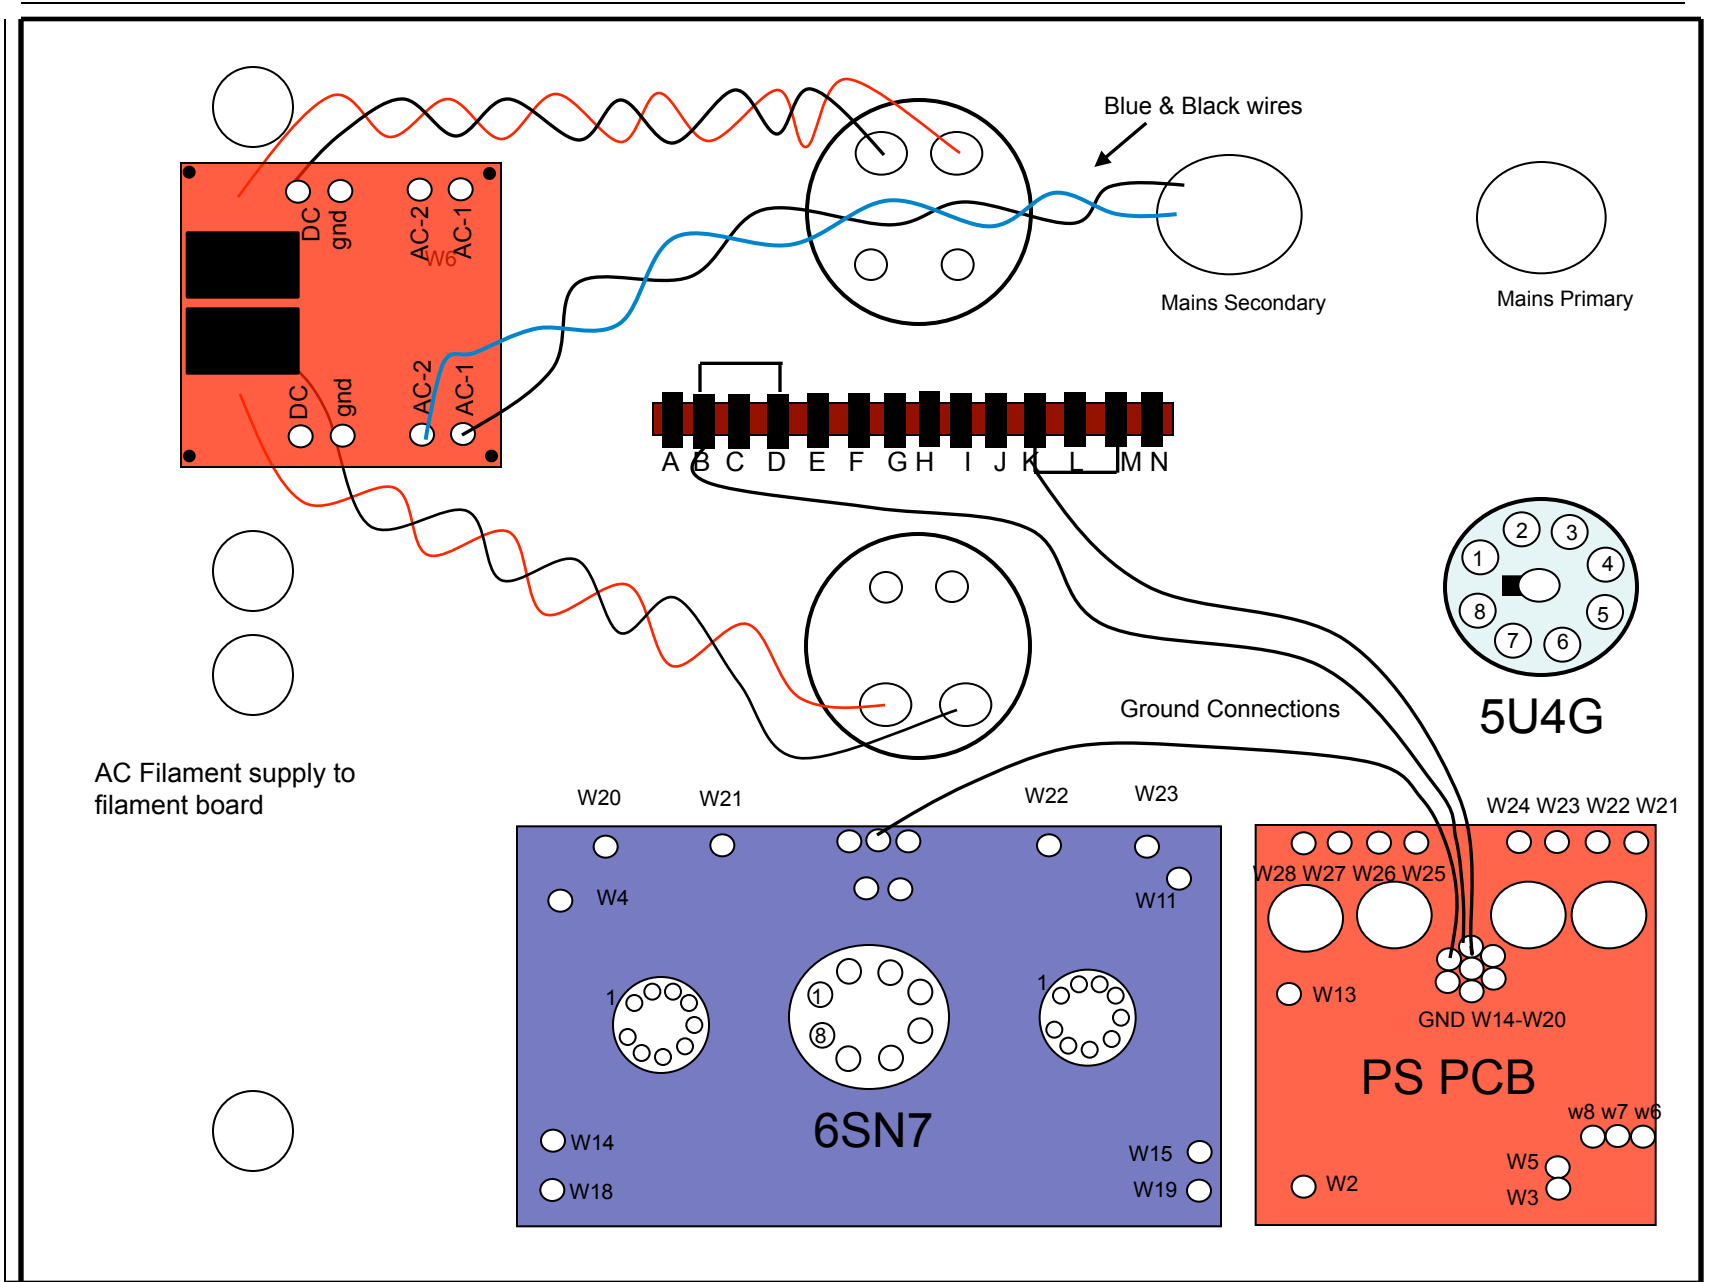 Blue & Black wires
DC
gnd
AC-2
AC-1
W6
Mains Secondary
Mains Primary
DC
gnd
AC-2
AC-1
A B C D E F G H I J K L M N
1 2 3 4 5 6 7 8
5U4G
Ground Connections
AC Filament supply to
filament board
W20 W21 W22 W23
W4 W11
1 1 8 1
6SN7
W14
W18
W15
W19
W24 W23 W22 W21
W28 W27 W26 W25
W13
GND W14-W20
PS PCB
w8 w7 w6
W5
W3
W2